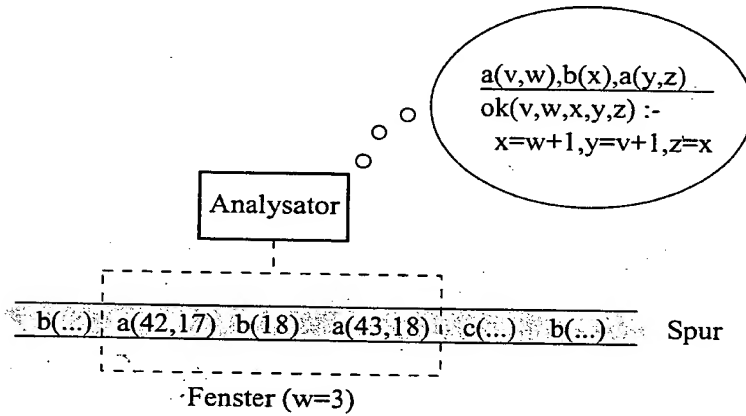 a(v,w),b(x),a(y,z)
ok(v,w,x,y,z) :-
x=w+1,y=v+1,z=x
Analysator
b(...) a(42,17) b(18) a(43,18) c(...) b(...) Spur
Fenster (w=3)